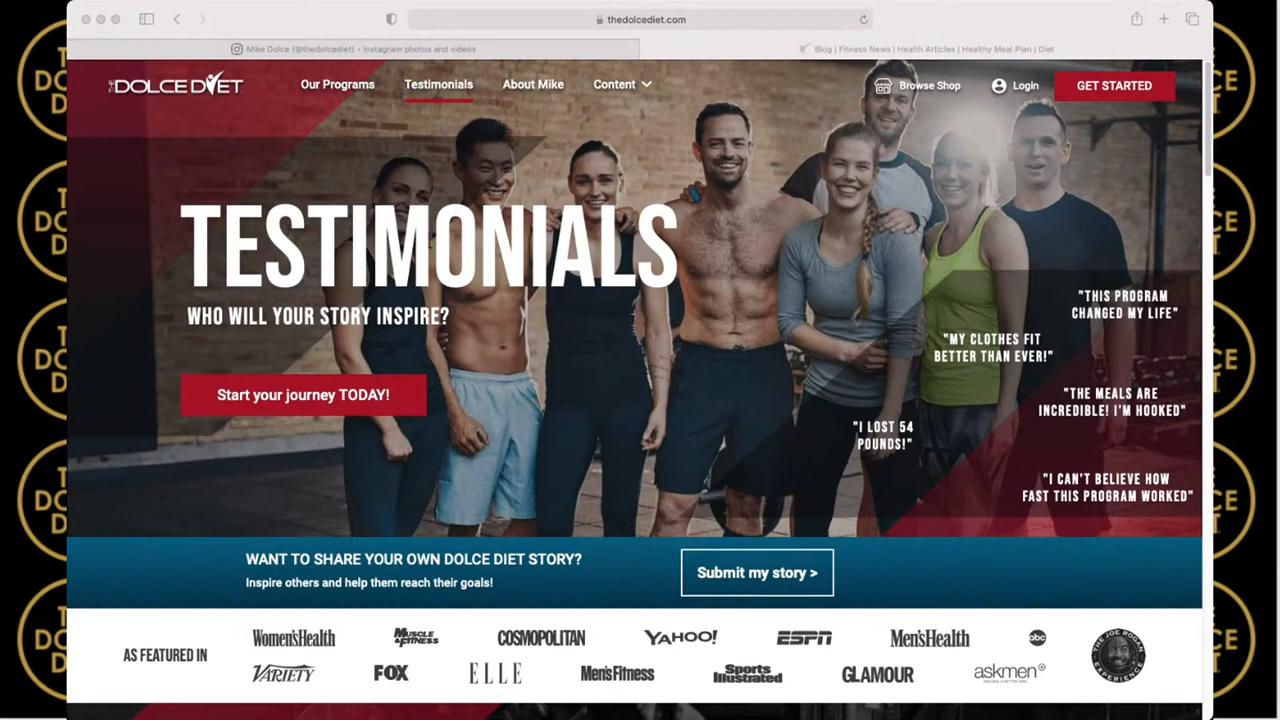 thedolcediet.com
Mike Dolce (@thedolcediet) • Instagram photos and videos
Blog | Fitness News | Health Articles | Healthy Meal Plan | Diet
THE DOLCE DIET
Our Programs
Testimonials
About Mike
Content
Browse Shop
Login
GET STARTED
TESTIMONIALS
WHO WILL YOUR STORY INSPIRE?
Start your journey TODAY!
"THIS PROGRAM
CHANGED MY LIFE"
"MY CLOTHES FIT
BETTER THAN EVER!"
"THE MEALS ARE
INCREDIBLE! I'M HOOKED"
"I LOST 54
POUNDS!"
"I CAN'T BELIEVE HOW
FAST THIS PROGRAM WORKED"
WANT TO SHARE YOUR OWN DOLCE DIET STORY?
Inspire others and help them reach their goals!
Submit my story >
AS FEATURED IN
Women'sHealth
MUSCLE & FITNESS
COSMOPOLITAN
YAHOO!
ESPN
Men'sHealth
abc
THE JOE ROGAN EXPERIENCE
VARIETY
FOX
ELLE
Men'sFitness
Sports Illustrated
GLAMOUR
askmen